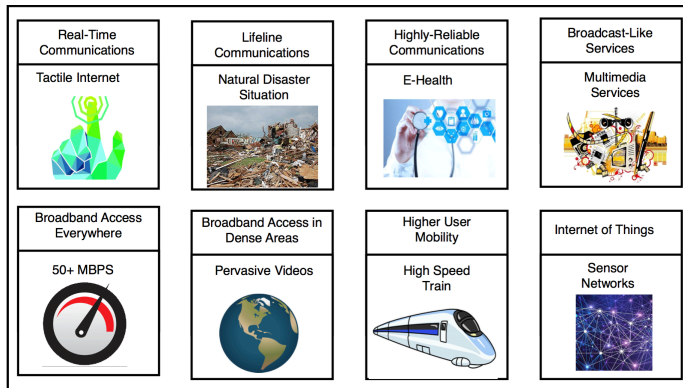 Real-Time
Communications
Tactile Internet
Lifeline
Communications
Natural Disaster
Situation
Highly-Reliable
Communications
E-Health
Broadcast-Like
Services
Multimedia
Services
Broadband Access
Everywhere
50+ MBPS
Broadband Access in
Dense Areas
Pervasive Videos
Higher User
Mobility
High Speed
Train
Internet of Things
Sensor
Networks